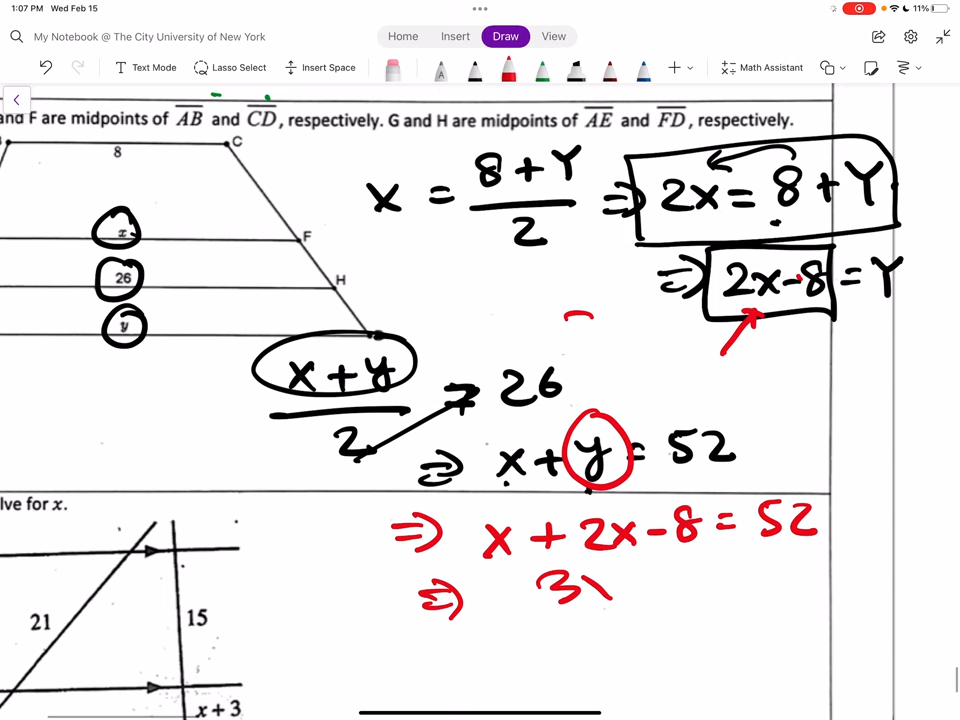 1:07 PM Wed Feb 15
11%
My Notebook @ The City University of New York
Home Insert Draw View
Text Mode Lasso Select Insert Space Math Assistant
and F are midpoints of AB and CD, respectively. G and H are midpoints of AE and FD, respectively.
C
8
x
F
26
H
y
x = 8 + Y / 2 ⇒ 2x = 8 + Y
⇒ 2x - 8 = Y
x + y / 2 = 26
⇒ x + y = 52
⇒ x + 2x - 8 = 52
⇒ 3x
lve for x.
21
15
x + 3